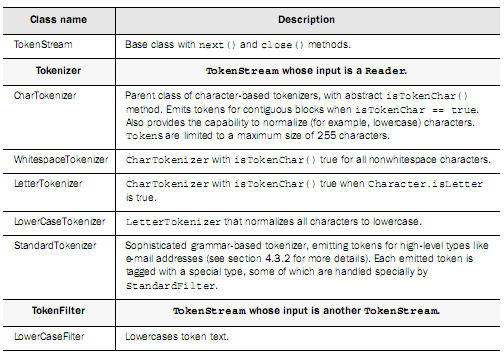 Class name Description
TokenStream Base class with next() and close() methods.
Tokenizer TokenStream whose input is a Reader.
CharTokenizer Parent class of character-based tokenizers, with abstract isTokenChar()
method. Emits tokens for contiguous blocks when isTokenChar == true.
Also provides the capability to normalize (for example, lowercase) characters.
Tokens are limited to a maximum size of 255 characters.
WhitespaceTokenizer CharTokenizer with isTokenChar() true for all nonwhitespace characters.
LetterTokenizer CharTokenizer with isTokenChar() true when Character.isLetter
is true.
LowerCaseTokenizer LetterTokenizer that normalizes all characters to lowercase.
StandardTokenizer Sophisticated grammar-based tokenizer, emitting tokens for high-level types like
e-mail addresses (see section 4.3.2 for more details). Each emitted token is
tagged with a special type, some of which are handled specially by
StandardFilter.
TokenFilter TokenStream whose input is another TokenStream.
LowerCaseFilter Lowercases token text.